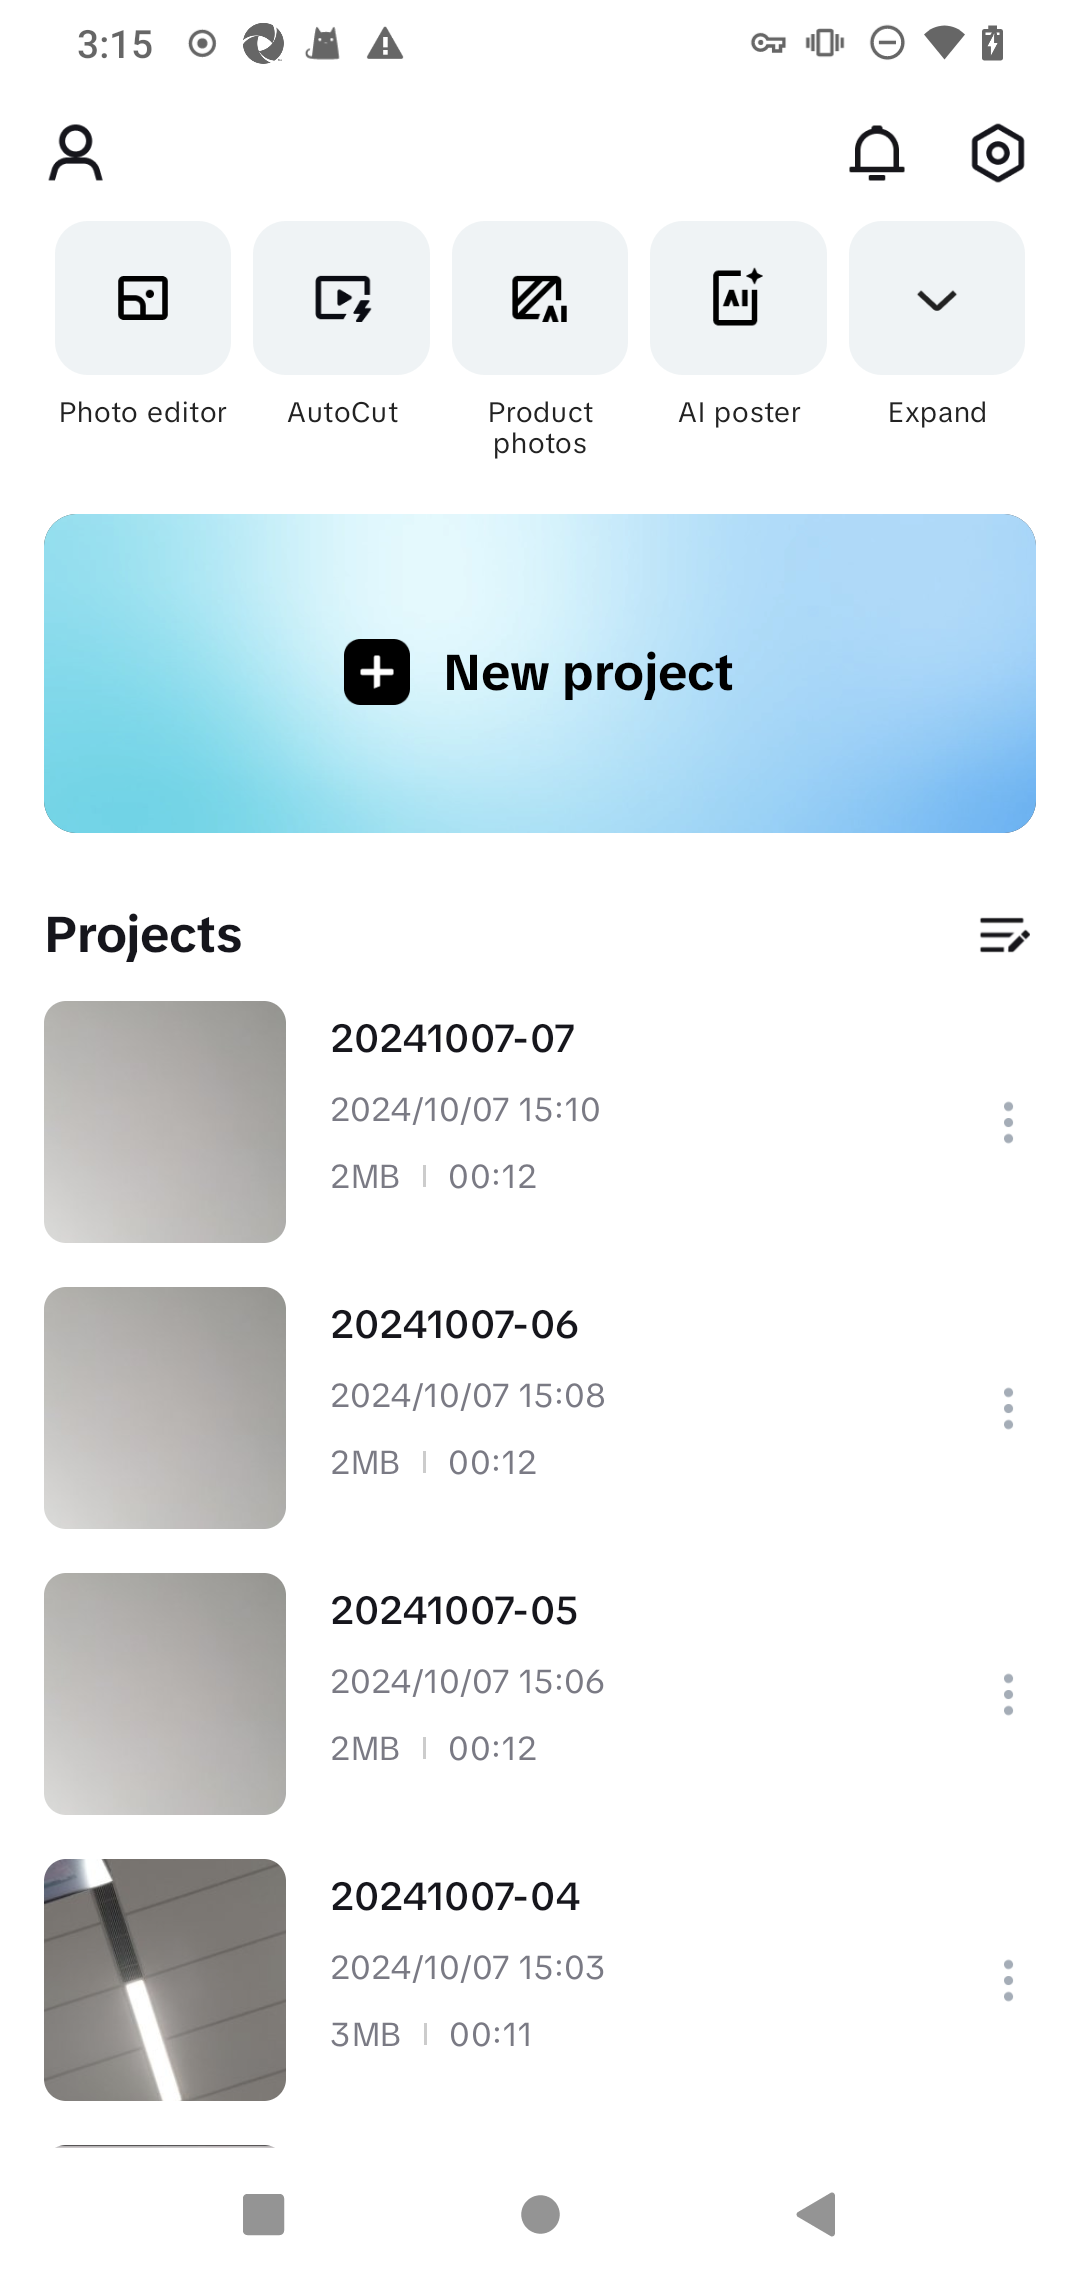 3:15
Photo editor
AutoCut
Product
photos
AI poster
Expand
New project
Projects
20241007-07
2024/10/07 15:10
2MB 00:12
20241007-06
2024/10/07 15:08
2MB 00:12
20241007-05
2024/10/07 15:06
2MB 00:12
20241007-04
2024/10/07 15:03
3MB 00:11